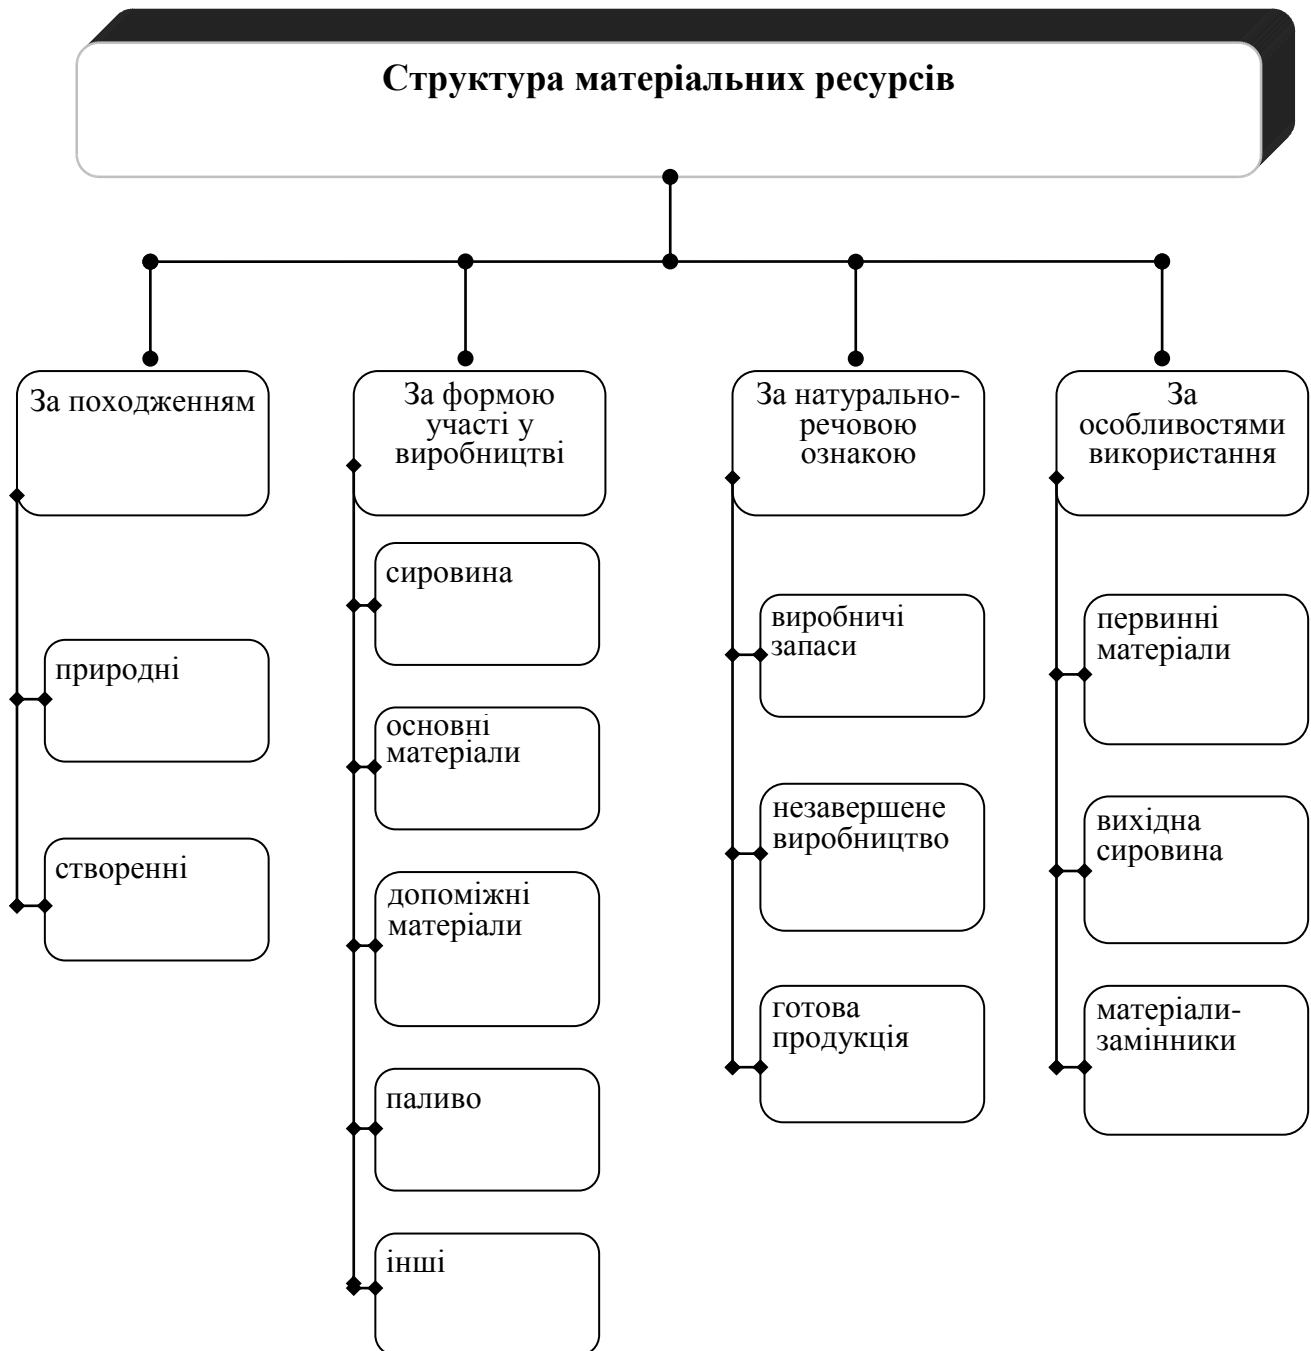 Структура матеріальних ресурсів
За походженням
природні
створенні
За формою
участі у
виробництві
сировина
основні
матеріали
допоміжні
матеріали
паливо
інші
За натурально-
речовою
ознакою
виробничі
запаси
незавершене
виробництво
готова
продукція
За
особливостями
використання
первинні
матеріали
вихідна
сировина
матеріали-
замінники